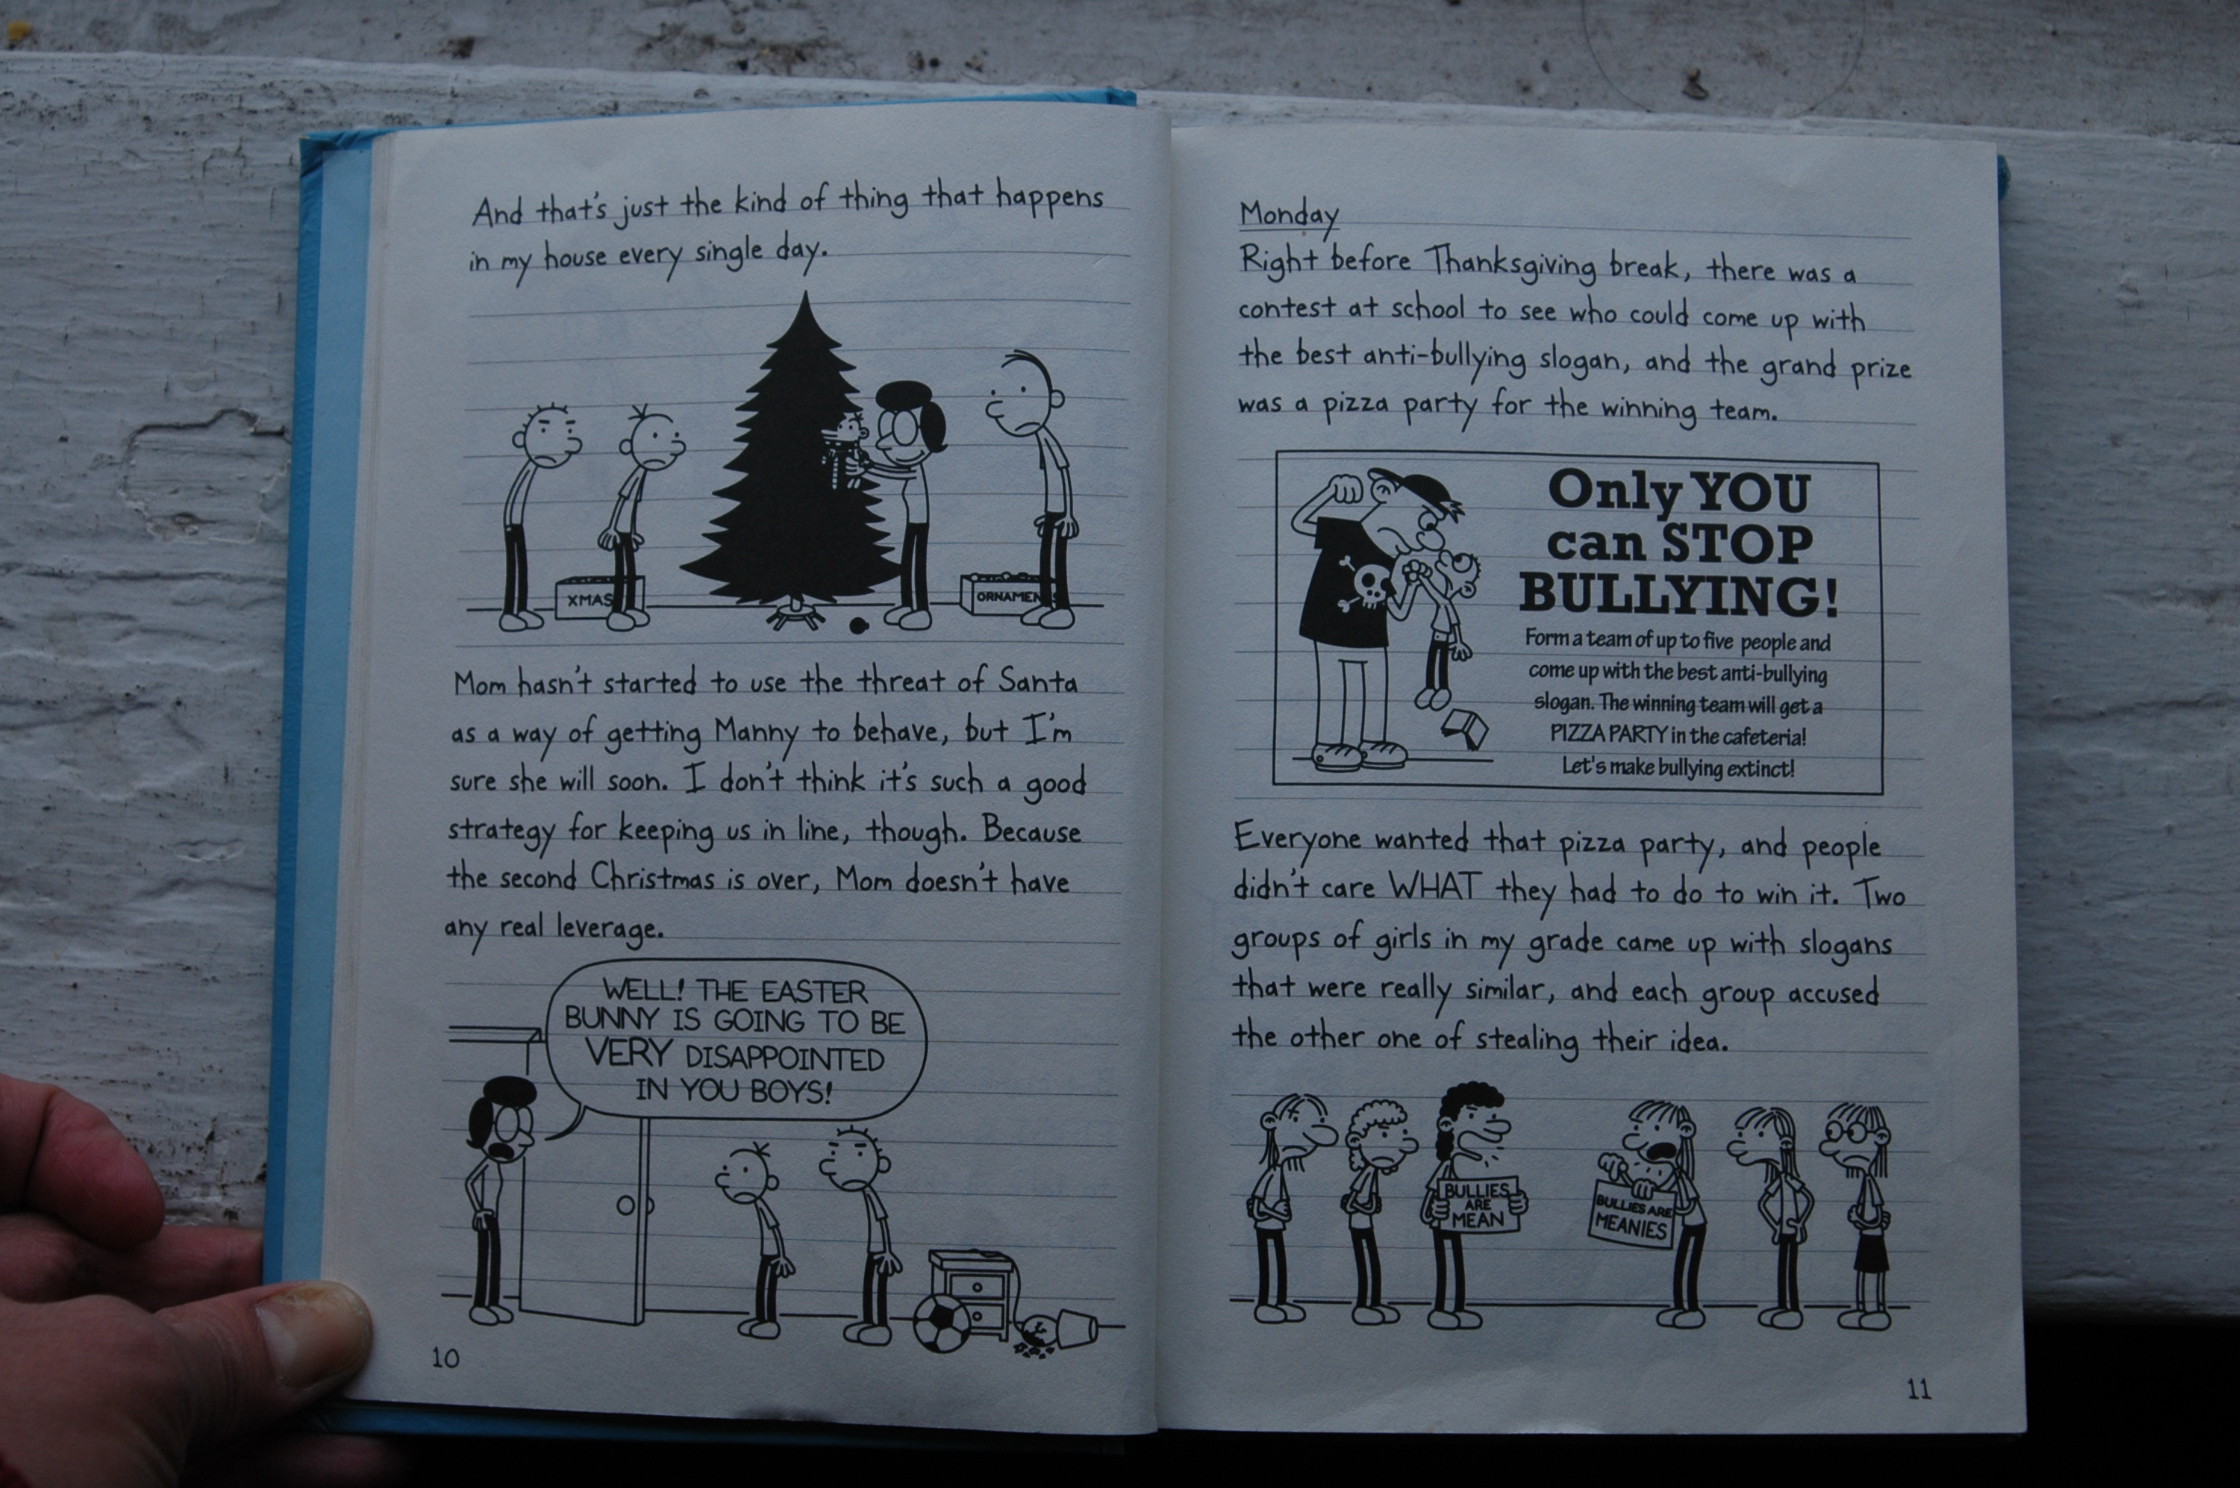 And that's just the kind of thing that happens
in my house every single day.
XMAS
ORNAMEN
Mom hasn't started to use the threat of Santa
as a way of getting Manny to behave, but I'm
sure she will soon. I don't think it's such a good
strategy for keeping us in line, though. Because
the second Christmas is over, Mom doesn't have
any real leverage.
WELL! THE EASTER
BUNNY IS GOING TO BE
VERY DISAPPOINTED
IN YOU BOYS!
10
Monday
Right before Thanksgiving break, there was a
contest at school to see who could come up with
the best anti-bullying slogan, and the grand prize
was a pizza party for the winning team.
Only YOU
can STOP
BULLYING!
Form a team of up to five people and
come up with the best anti-bullying
slogan. The winning team will get a
PIZZA PARTY in the cafeteria!
Let's make bullying extinct!
Everyone wanted that pizza party, and people
didn't care WHAT they had to do to win it. Two
groups of girls in my grade came up with slogans
that were really similar, and each group accused
the other one of stealing their idea.
BULLIES
ARE
MEAN
BULLIES ARE
MEANIES
11